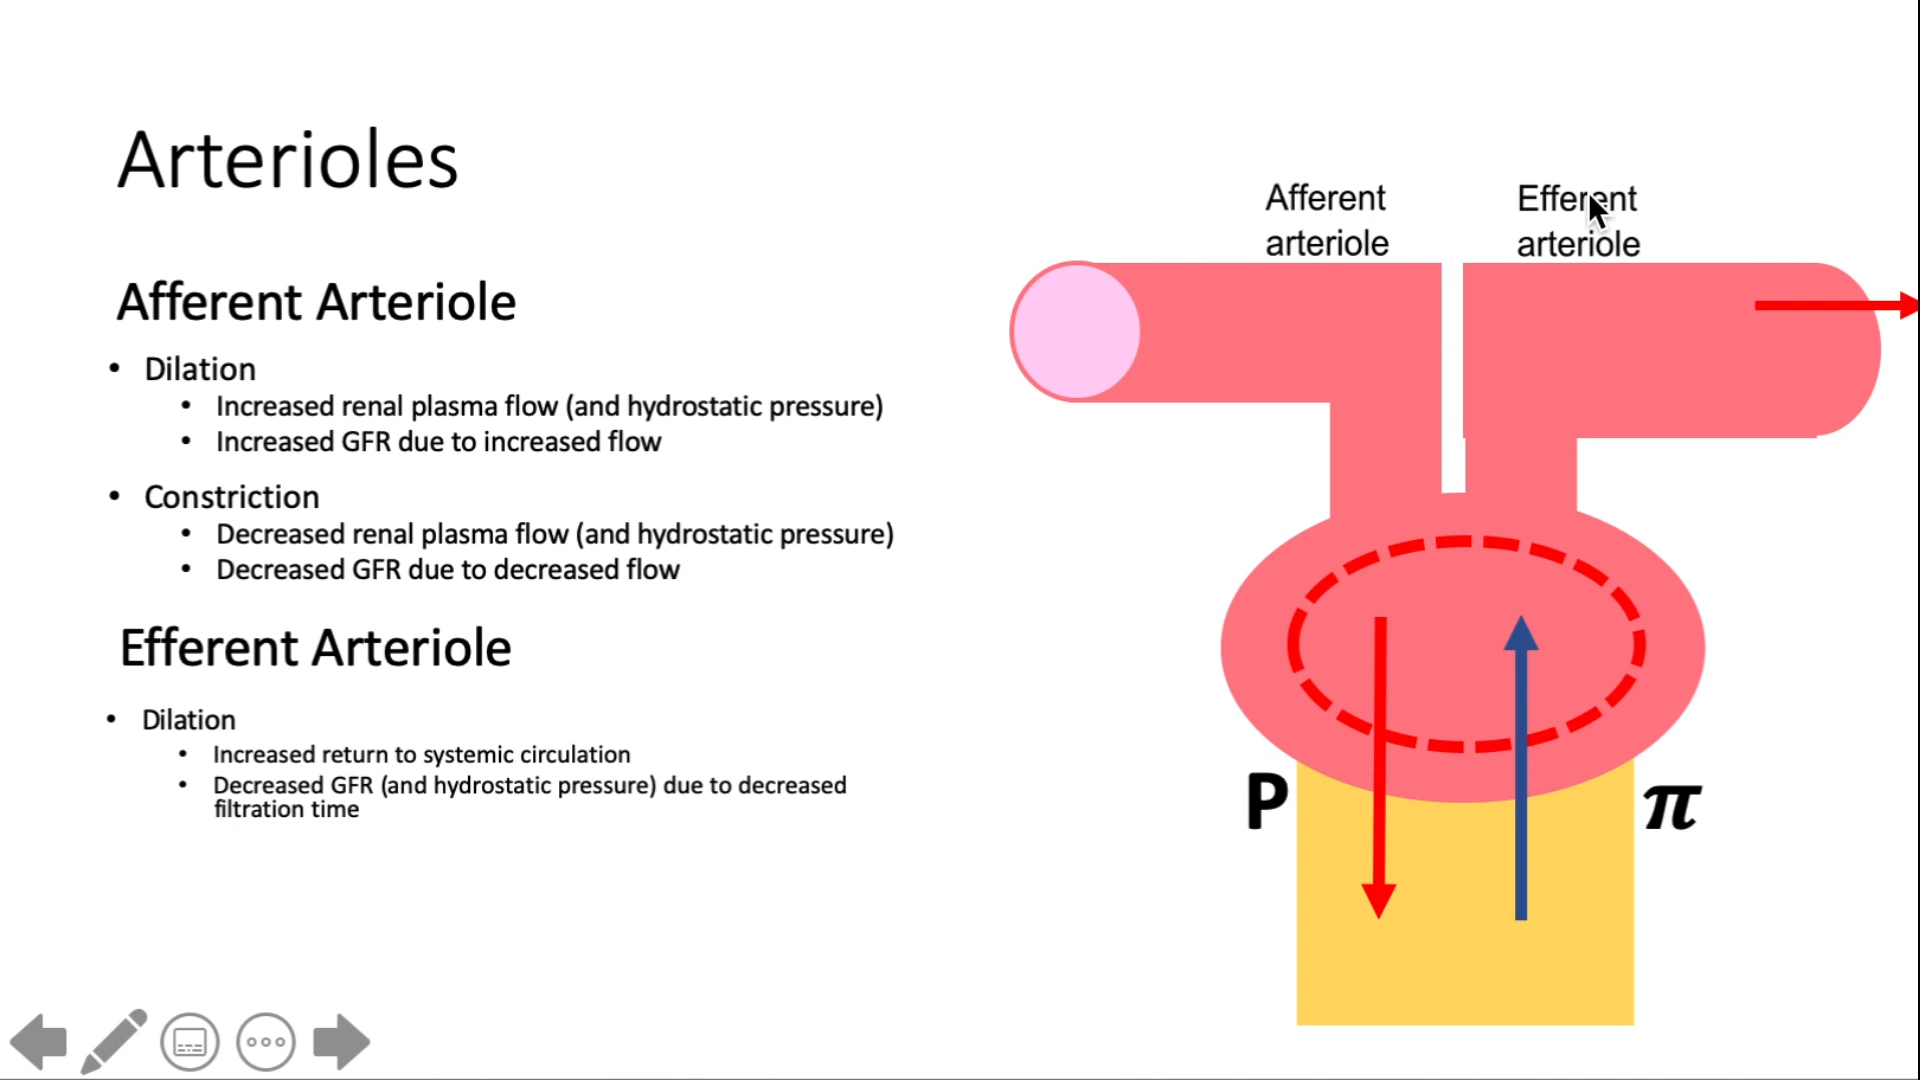 Arterioles
Afferent Arteriole
• Dilation
• Increased renal plasma flow (and hydrostatic pressure)
• Increased GFR due to increased flow
• Constriction
• Decreased renal plasma flow (and hydrostatic pressure)
• Decreased GFR due to decreased flow
Efferent Arteriole
• Dilation
• Increased return to systemic circulation
• Decreased GFR (and hydrostatic pressure) due to decreased
filtration time
Afferent
arteriole
Efferent
arteriole
P
π